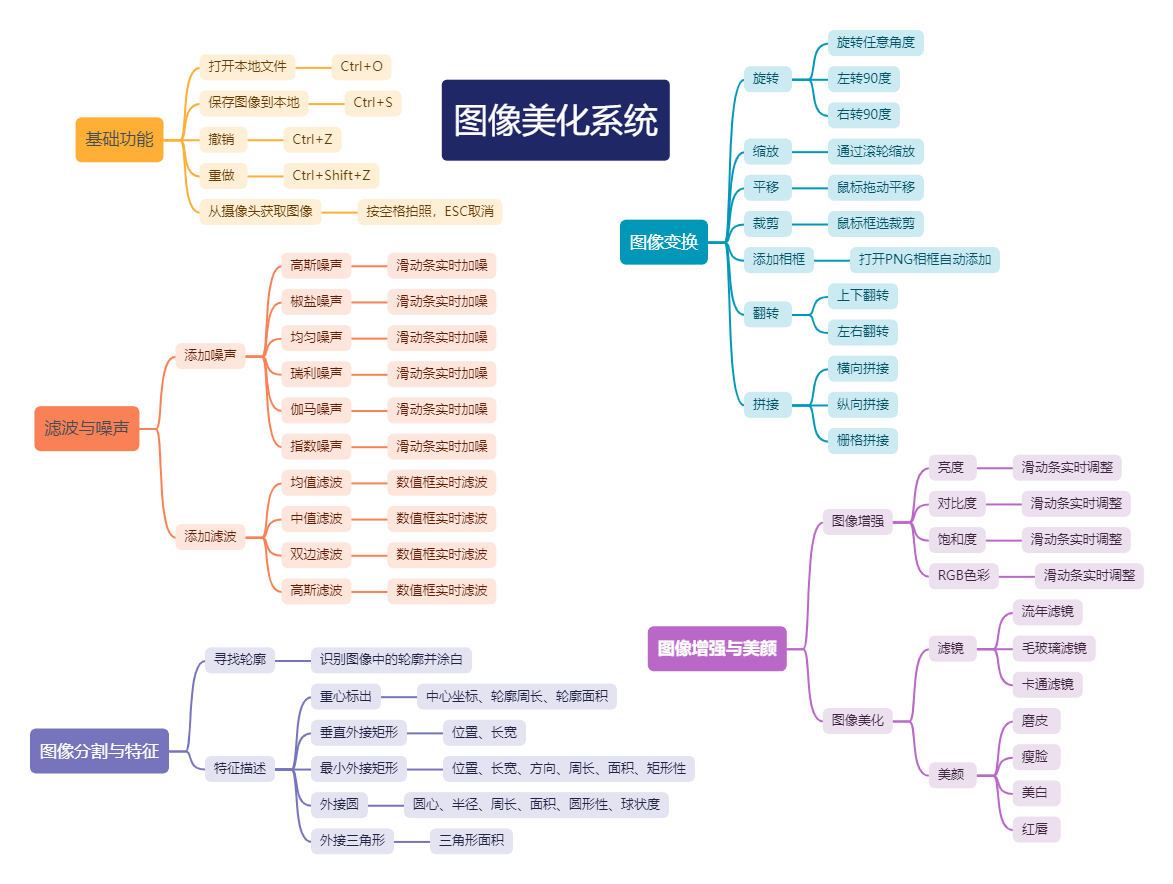 图像美化系统
基础功能
打开本地文件
Ctrl+O
保存图像到本地
Ctrl+S
撤销
Ctrl+Z
重做
Ctrl+Shift+Z
从摄像头获取图像
按空格拍照，ESC取消
滤波与噪声
添加噪声
高斯噪声
滑动条实时加噪
椒盐噪声
滑动条实时加噪
均匀噪声
滑动条实时加噪
瑞利噪声
滑动条实时加噪
伽马噪声
滑动条实时加噪
指数噪声
滑动条实时加噪
添加滤波
均值滤波
数值框实时滤波
中值滤波
数值框实时滤波
双边滤波
数值框实时滤波
高斯滤波
数值框实时滤波
图像分割与特征
寻找轮廓
识别图像中的轮廓并涂白
特征描述
重心标出
中心坐标、轮廓周长、轮廓面积
垂直外接矩形
位置、长宽
最小外接矩形
位置、长宽、方向、周长、面积、矩形性
外接圆
圆心、半径、周长、面积、圆形性、球状度
外接三角形
三角形面积
图像变换
旋转
旋转任意角度
左转90度
右转90度
缩放
通过滚轮缩放
平移
鼠标拖动平移
裁剪
鼠标框选裁剪
添加相框
打开PNG相框自动添加
翻转
上下翻转
左右翻转
拼接
横向拼接
纵向拼接
栅格拼接
图像增强与美颜
图像增强
亮度
滑动条实时调整
对比度
滑动条实时调整
饱和度
滑动条实时调整
RGB色彩
滑动条实时调整
图像美化
滤镜
流年滤镜
毛玻璃滤镜
卡通滤镜
美颜
磨皮
瘦脸
美白
红唇